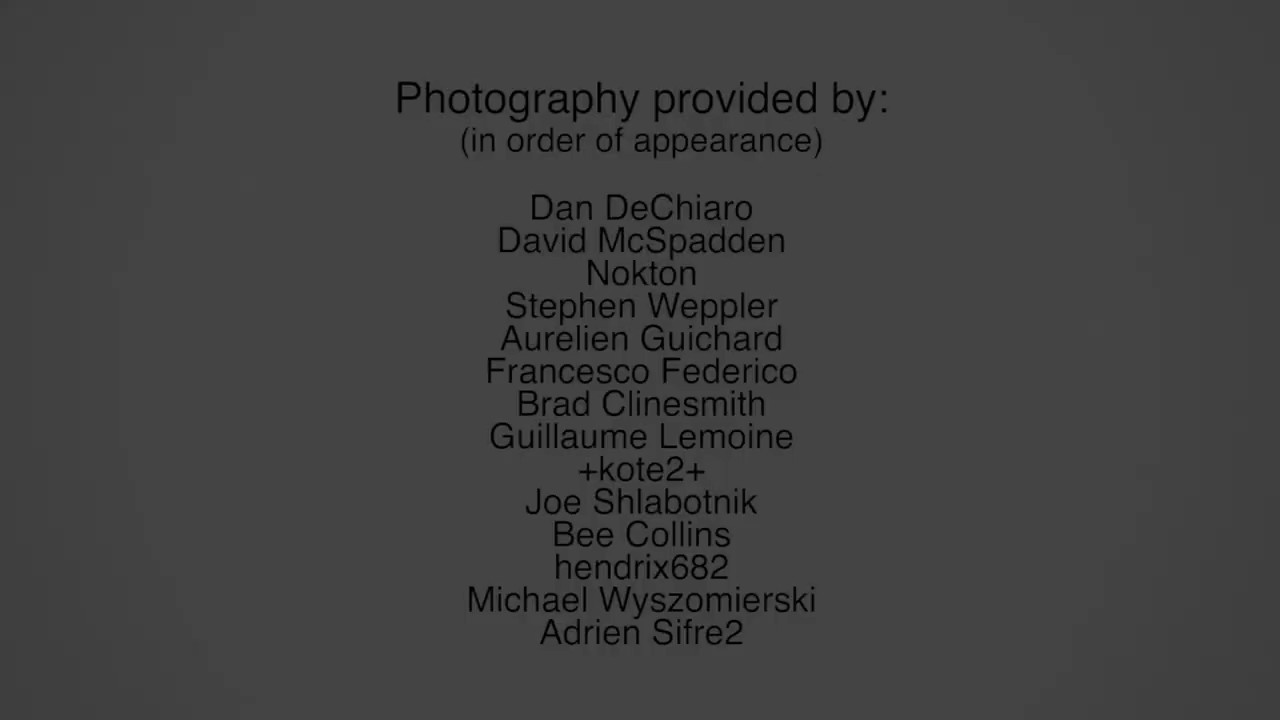 Photography provided by:
(in order of appearance)
Dan DeChiaro
David McSpadden
Nokton
Stephen Weppler
Aurelien Guichard
Francesco Federico
Brad Clinesmith
Guillaume Lemoine
+kote2+
Joe Shlabotnik
Bee Collins
hendrix682
Michael Wyszomierski
Adrien Sifre2